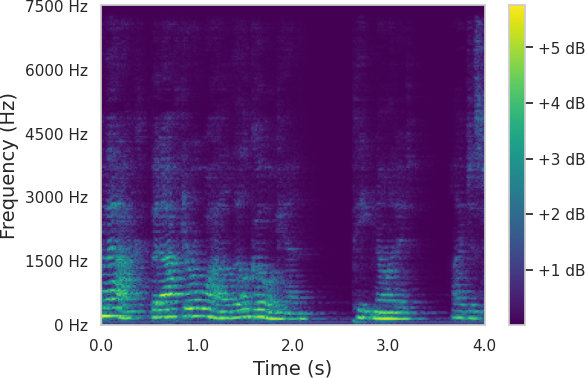 7500 Hz
6000 Hz
4500 Hz
3000 Hz
1500 Hz
0 Hz
Frequency (Hz)
0.0 1.0 2.0 3.0 4.0
Time (s)
+5 dB
+4 dB
+3 dB
+2 dB
+1 dB